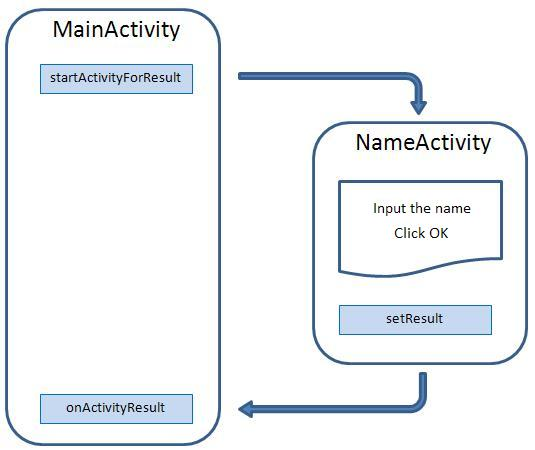 MainActivity
startActivityForResult
NameActivity
Input the name
Click OK
setResult
onActivityResult